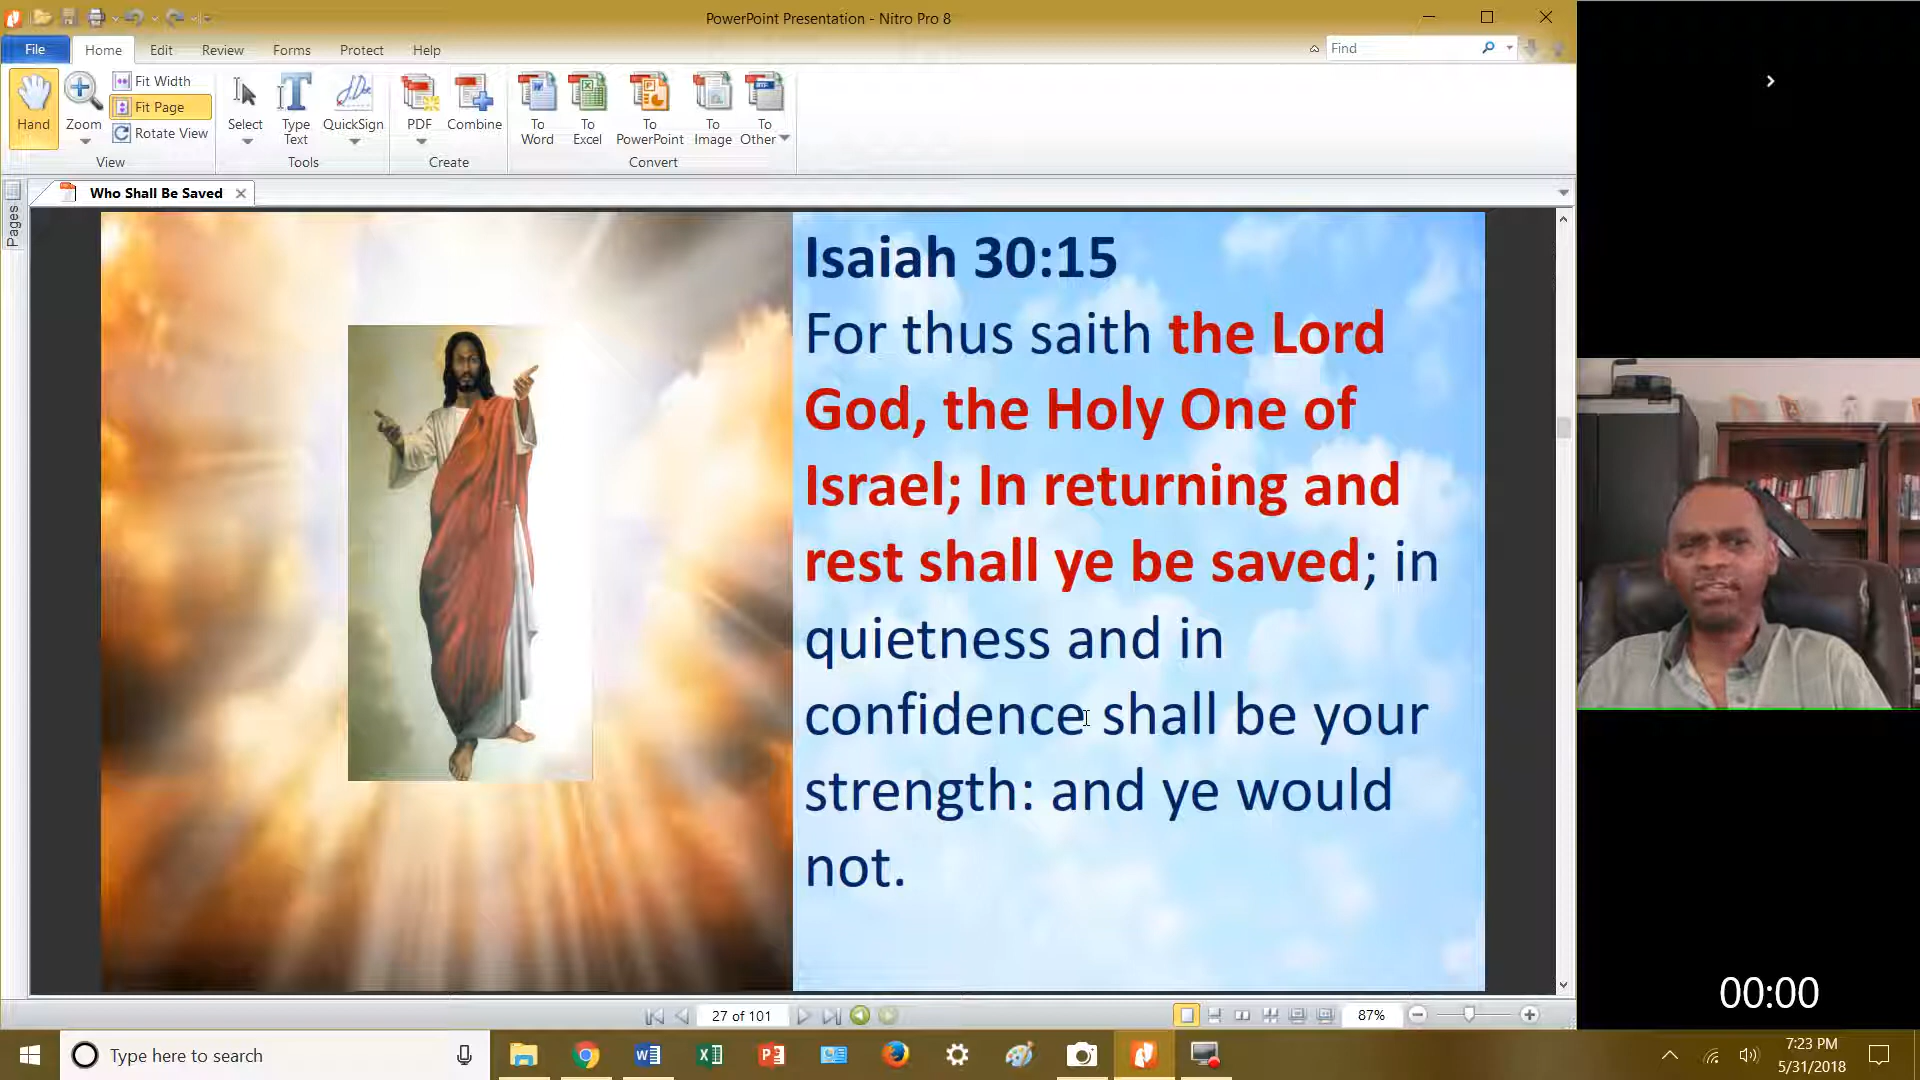 PowerPoint Presentation - Nitro Pro 8
File Home Edit Review Forms Protect Help
Find
Hand
Zoom
Fit Width
Fit Page
Rotate View
View
Select
Type Text
QuickSign
Tools
PDF
Combine
Create
To Word
To Excel
To PowerPoint
To Image
To Other
Convert
Who Shall Be Saved
Pages
Isaiah 30:15
For thus saith the Lord
God, the Holy One of
Israel; In returning and
rest shall ye be saved; in
quietness and in
confidence shall be your
strength: and ye would
not.
00:00
27 of 101
87%
Type here to search
7:23 PM
5/31/2018